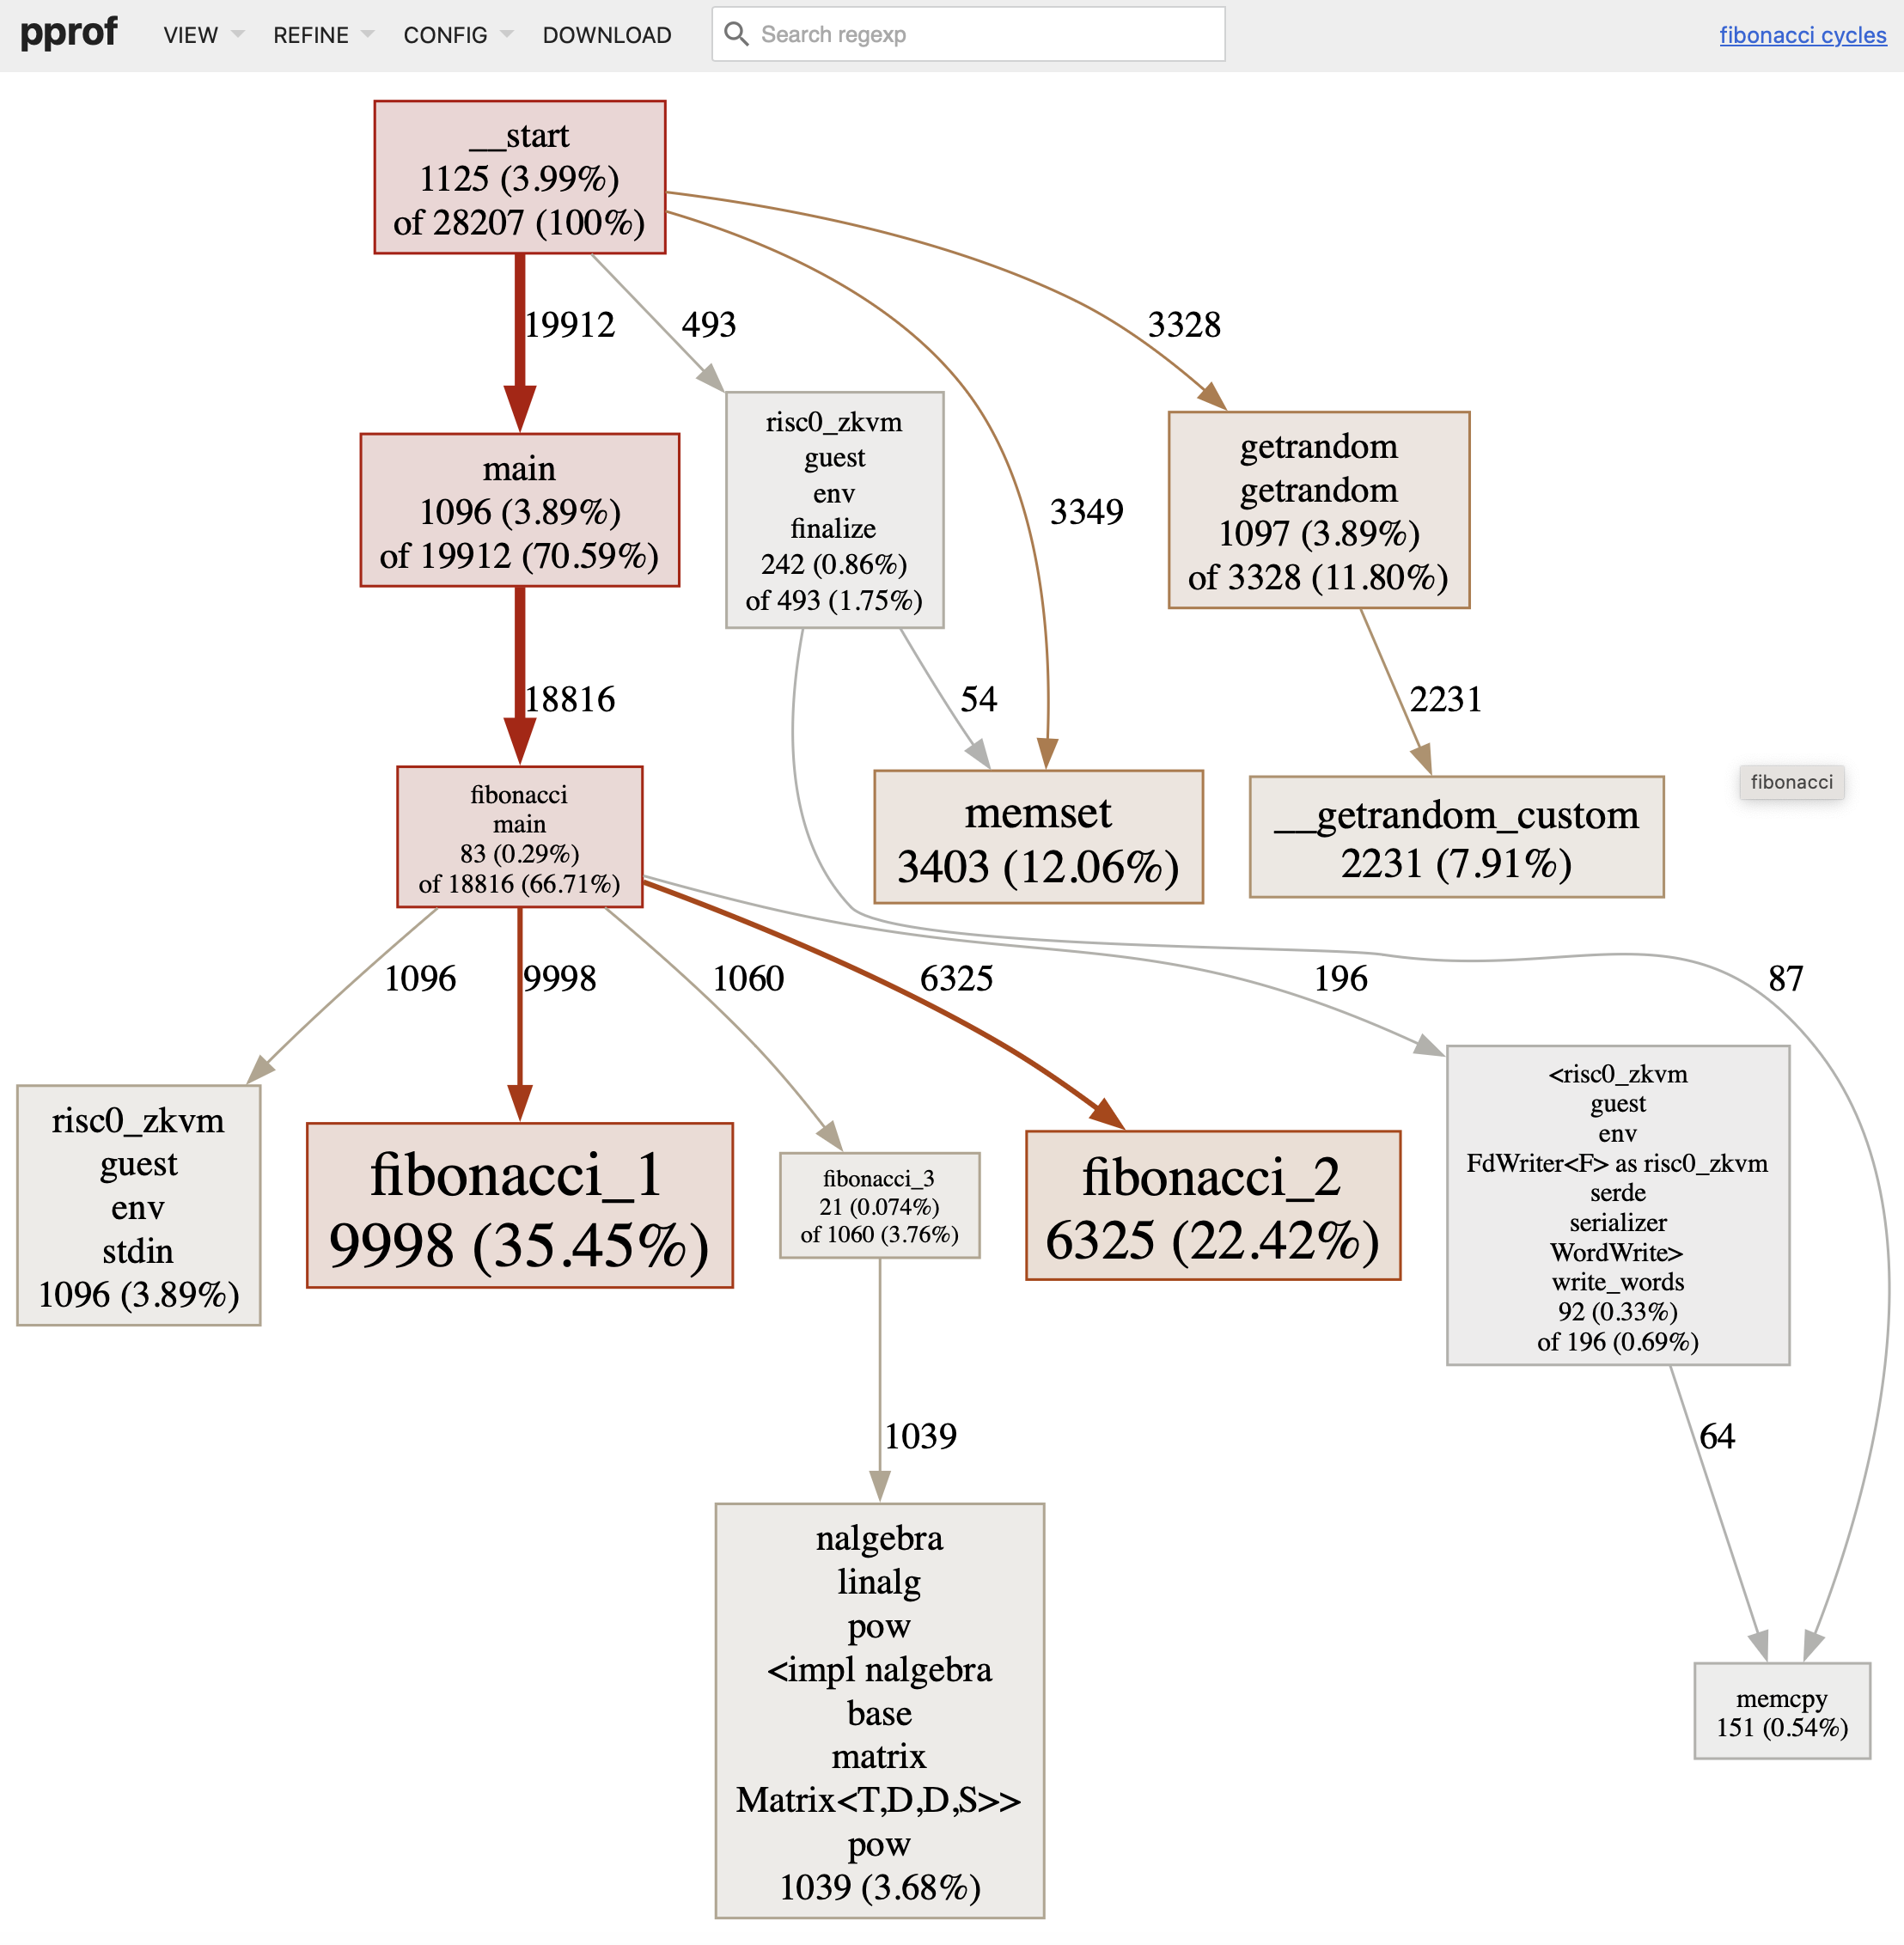 pprof
VIEW
REFINE
CONFIG
DOWNLOAD
Search regexp
fibonacci cycles
__start
1125 (3.99%)
of 28207 (100%)
19912
493
3328
3349
main
1096 (3.89%)
of 19912 (70.59%)
risc0_zkvm
guest
env
finalize
242 (0.86%)
of 493 (1.75%)
getrandom
getrandom
1097 (3.89%)
of 3328 (11.80%)
18816
54
2231
fibonacci
main
83 (0.29%)
of 18816 (66.71%)
memset
3403 (12.06%)
__getrandom_custom
2231 (7.91%)
fibonacci
1096
9998
1060
6325
196
87
risc0_zkvm
guest
env
stdin
1096 (3.89%)
fibonacci_1
9998 (35.45%)
fibonacci_3
21 (0.074%)
of 1060 (3.76%)
fibonacci_2
6325 (22.42%)
<risc0_zkvm
guest
env
FdWriter<F> as risc0_zkvm
serde
serializer
WordWrite>
write_words
92 (0.33%)
of 196 (0.69%)
1039
64
nalgebra
linalg
pow
<impl nalgebra
base
matrix
Matrix<T,D,D,S>>
pow
1039 (3.68%)
memcpy
151 (0.54%)